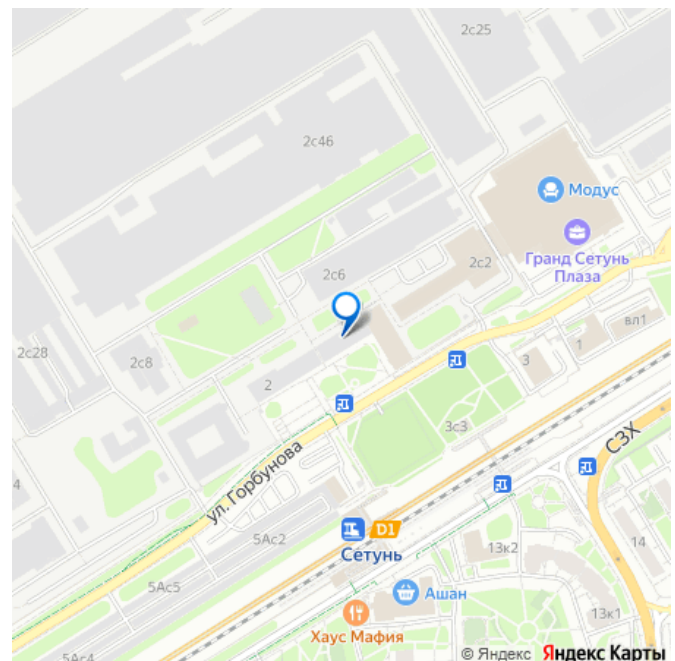 2с25
2с46
Модус
Гранд Сетунь
Плаза
2с2
2с6
вл1
1
3
2с28
2с8
2
3с3
СЗХ
ул. Горбунова
4
5Ас2
D1
Сетунь
13к2
14
5Ас5
Ашан
13к1
Хаус Мафия
5Ас4
© Яндекс Яндекс Карты